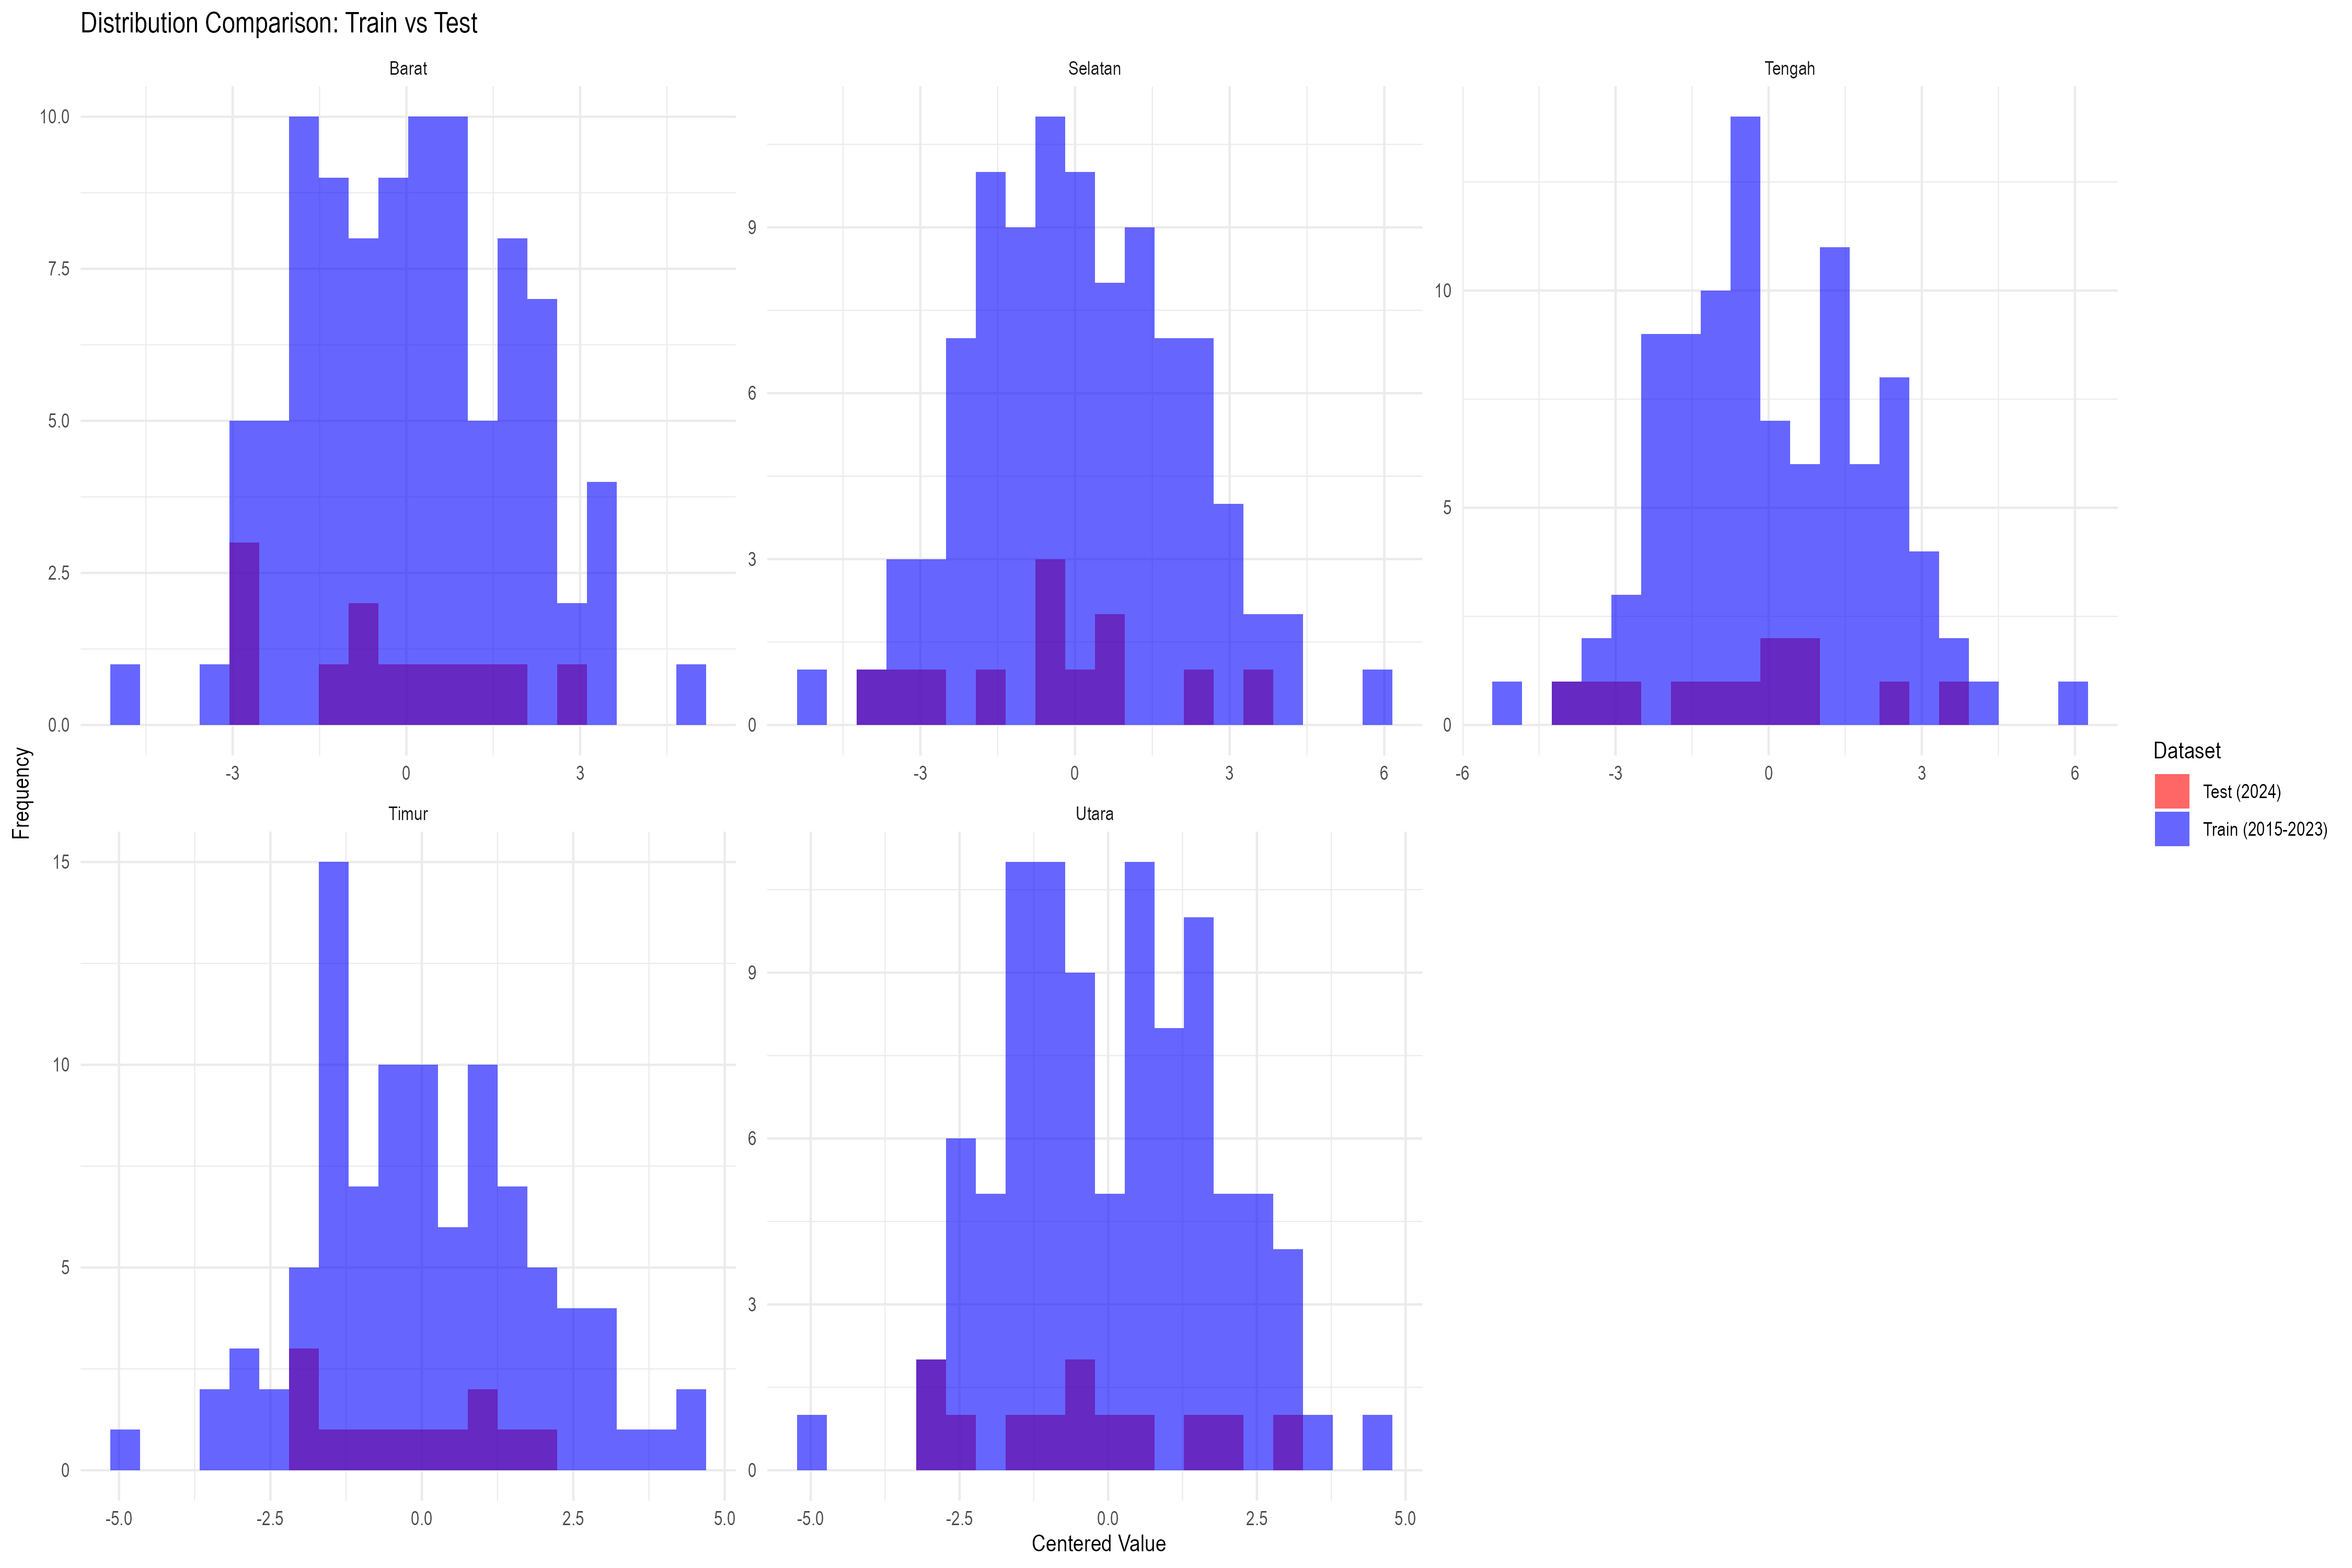 Distribution Comparison: Train vs Test
Barat
Selatan
Tengah
10.0
7.5
5.0
2.5
0.0
-3 0 3
9
6
3
0
-3 0 3 6
10
5
0
-6 -3 0 3 6
Timur
Utara
15
10
5
0
-5.0 -2.5 0.0 2.5 5.0
9
6
3
0
-5.0 -2.5 0.0 2.5 5.0
Frequency
Centered Value
Dataset
Test (2024)
Train (2015-2023)